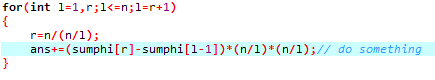 for(int l=1,r;l<=n;l=r+1)
{
r=n/(n/l);
ans+=(sumphi[r]-sumphi[l-1])*(n/l)*(n/l);// do something
}